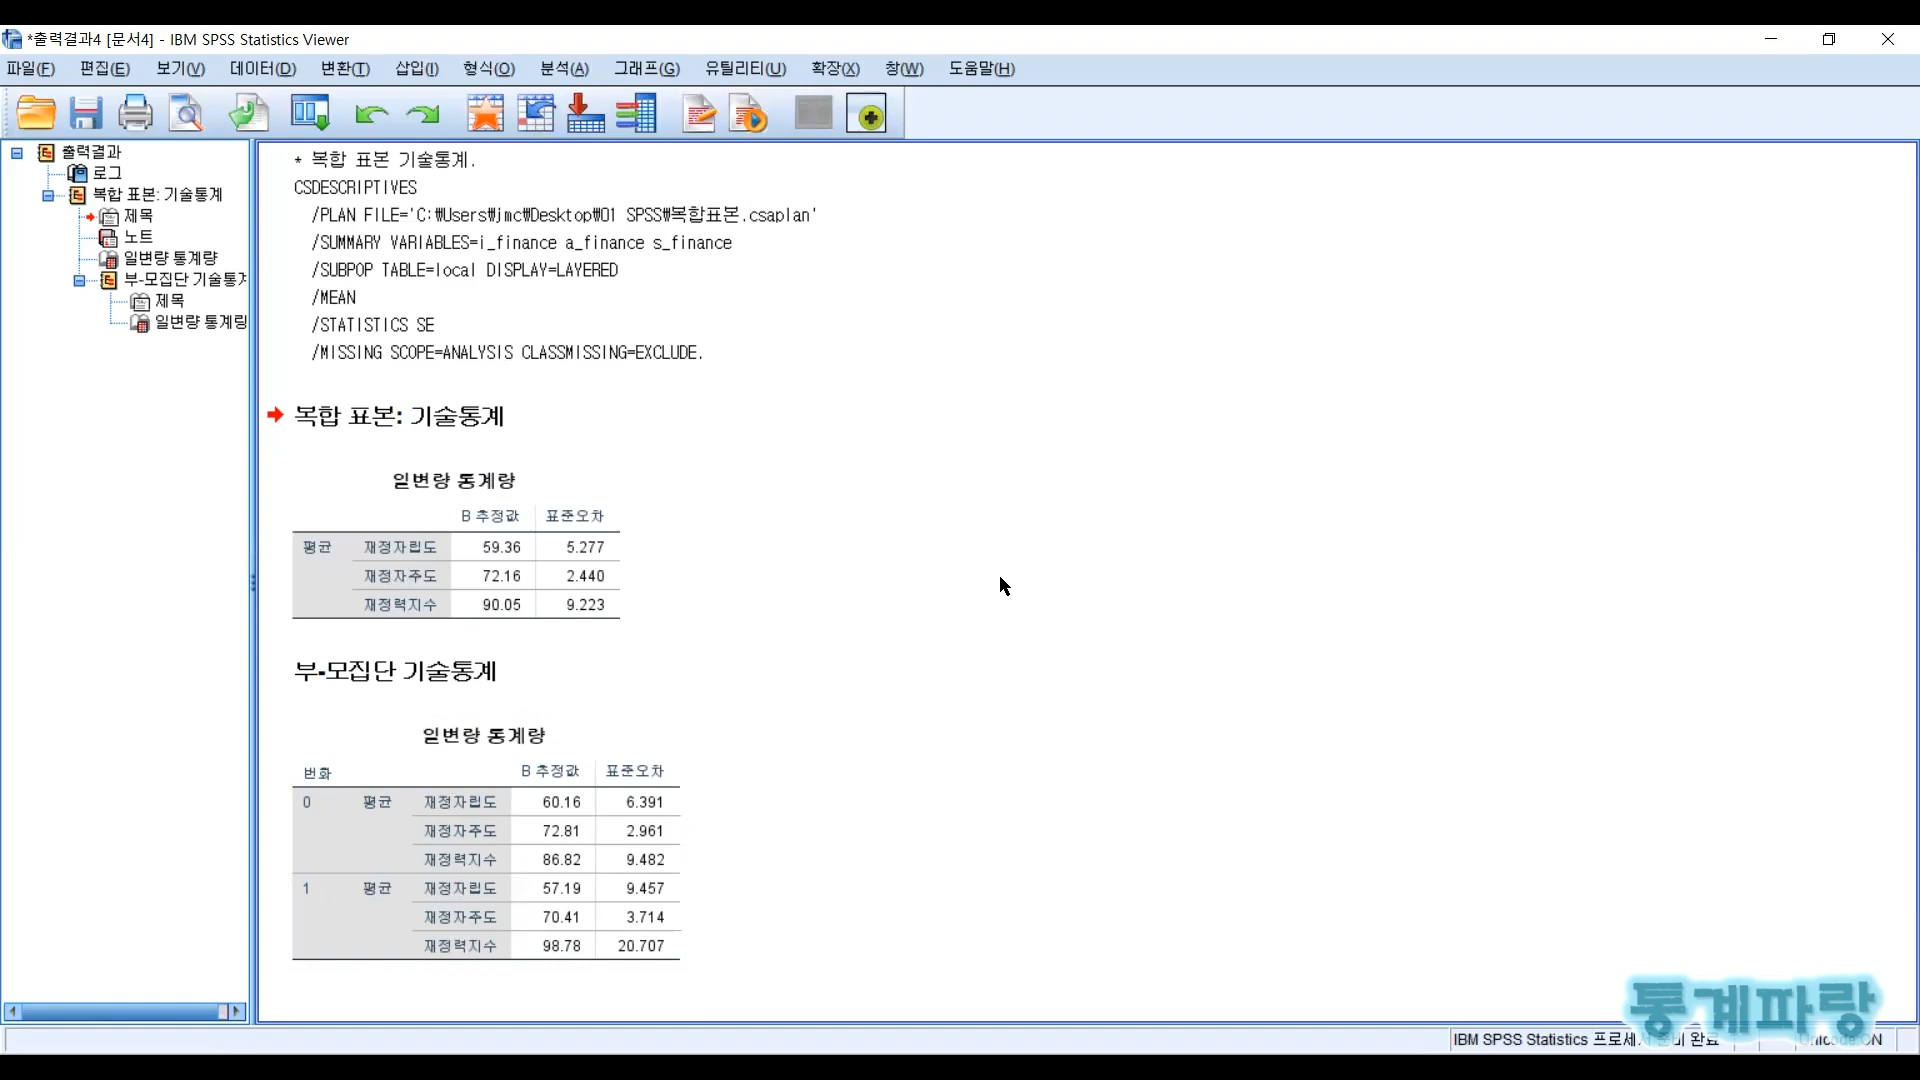 *출력결과4 [문서4] - IBM SPSS Statistics Viewer
파일(F) 편집(E) 보기(V) 데이터(D) 변환(T) 삽입(I) 형식(O) 분석(A) 그래프(G) 유틸리티(U) 확장(X) 창(W) 도움말(H)
출력결과
로그
복합 표본: 기술통계
제목
노트
일변량 통계량
부-모집단 기술통계
제목
일변량 통계량
* 복합 표본 기술통계.
CSDESCRIPTIVES
/PLAN FILE='C:₩Users₩jmc₩Desktop₩01 SPSS₩복합표본.csaplan'
/SUMMARY VARIABLES=i_finance a_finance s_finance
/SUBPOP TABLE=local DISPLAY=LAYERED
/MEAN
/STATISTICS SE
/MISSING SCOPE=ANALYSIS CLASSMISSING=EXCLUDE.
복합 표본: 기술통계
일변량 통계량
B 추정값 표준오차
평균 재정자립도 59.36 5.277
재정자주도 72.16 2.440
재정력지수 90.05 9.223
부-모집단 기술통계
일변량 통계량
번화 B 추정값 표준오차
0 평균 재정자립도 60.16 6.391
재정자주도 72.81 2.961
재정력지수 86.82 9.482
1 평균 재정자립도 57.19 9.457
재정자주도 70.41 3.714
재정력지수 98.78 20.707
통계파랑
IBM SPSS Statistics 프로세서 준비 완료 Unicode:ON